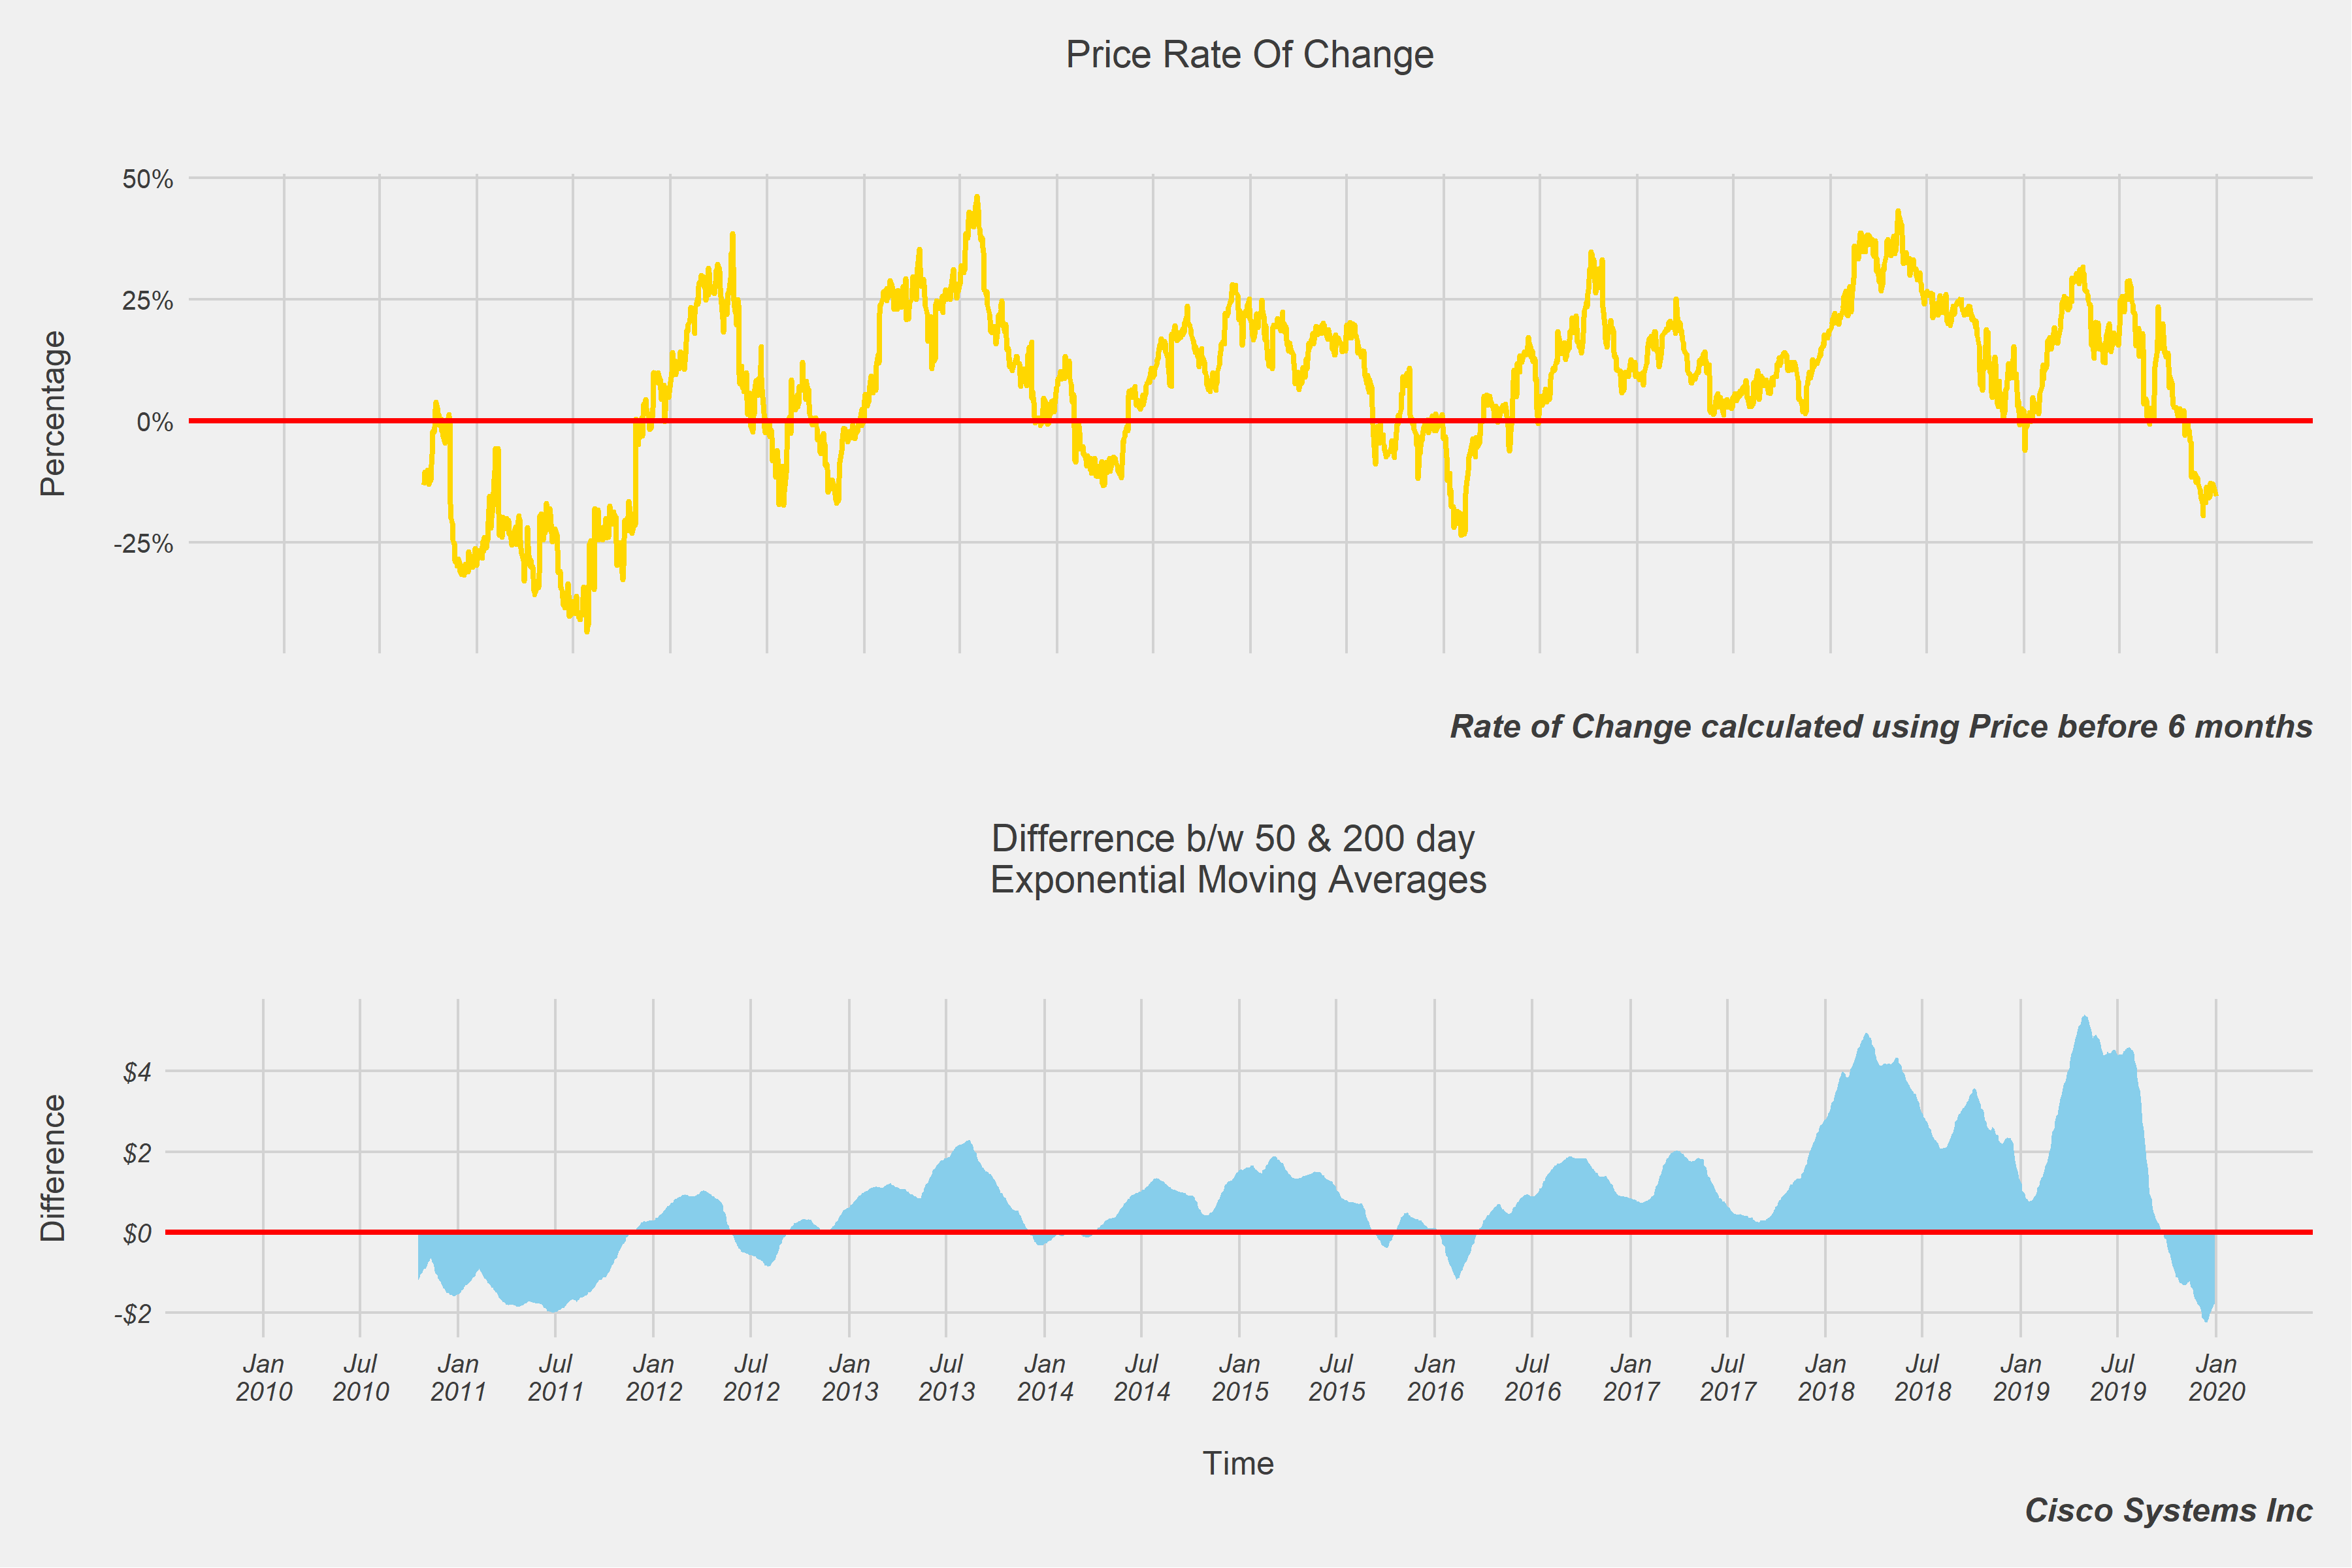 Price Rate Of Change
50%
25%
0%
-25%
Percentage
Rate of Change calculated using Price before 6 months
Differrence b/w 50 & 200 day
Exponential Moving Averages
$4
$2
$0
-$2
Difference
Jan Jul Jan Jul Jan Jul Jan Jul Jan Jul Jan Jul Jan Jul Jan Jul Jan Jul Jan Jul Jan
2010 2010 2011 2011 2012 2012 2013 2013 2014 2014 2015 2015 2016 2016 2017 2017 2018 2018 2019 2019 2020
Time
Cisco Systems Inc